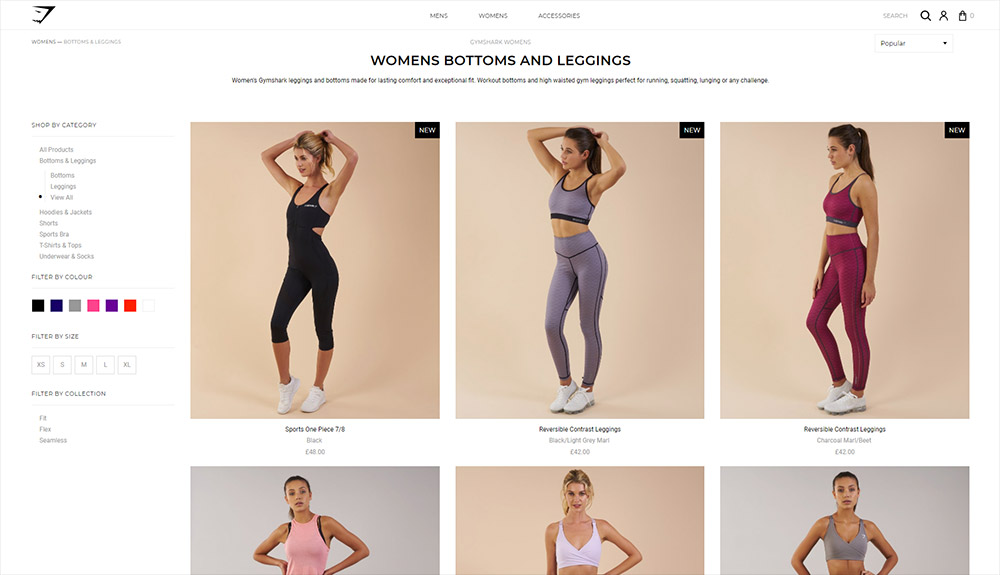 MENS WOMENS ACCESSORIES SEARCH 0
WOMENS — BOTTOMS & LEGGINGS
GYMSHARK WOMENS
Popular
WOMENS BOTTOMS AND LEGGINGS
Women's Gymshark leggings and bottoms made for lasting comfort and exceptional fit. Workout bottoms and high waisted gym leggings perfect for running, squatting, lunging or any challenge.
SHOP BY CATEGORY
All Products
Bottoms & Leggings
Bottoms
Leggings
View All
Hoodies & Jackets
Shorts
Sports Bra
T-Shirts & Tops
Underwear & Socks
FILTER BY COLOUR
FILTER BY SIZE
XS S M L XL
FILTER BY COLLECTION
Fit
Flex
Seamless
NEW
Sports One Piece 7/8
Black
£48.00
NEW
Reversible Contrast Leggings
Black/Light Grey Marl
£42.00
NEW
Reversible Contrast Leggings
Charcoal Marl/Beet
£42.00